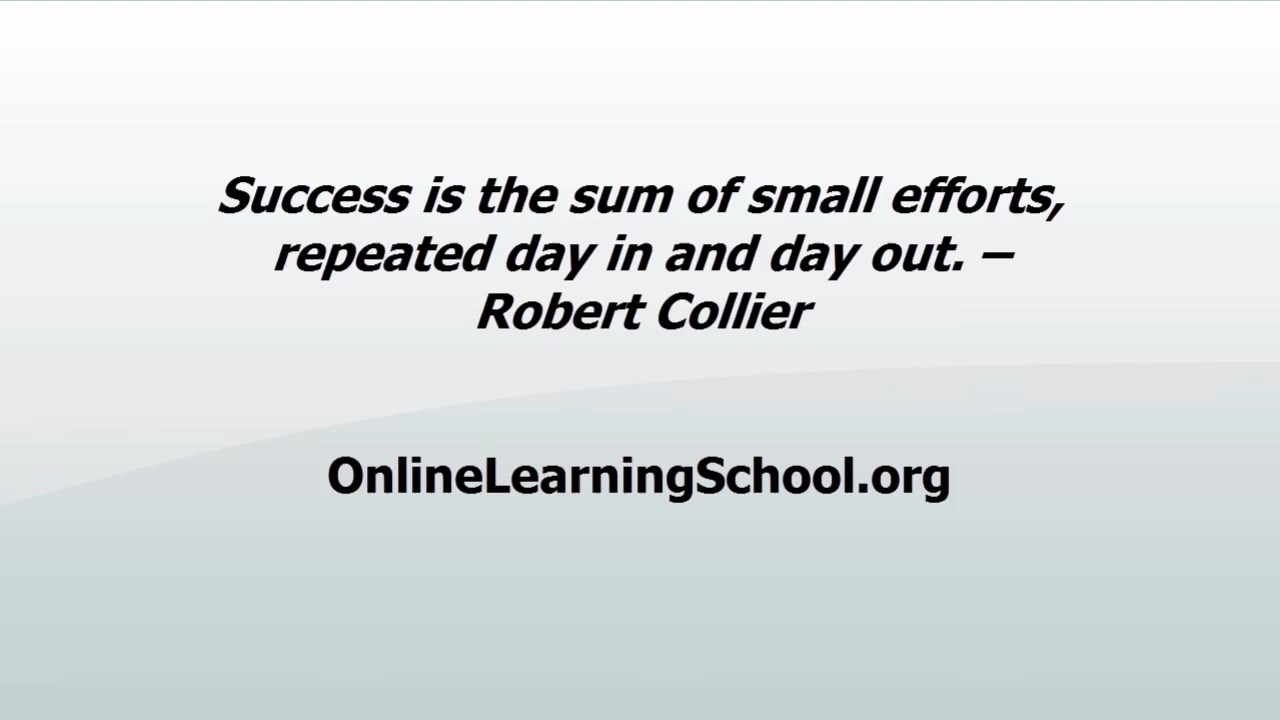 Success is the sum of small efforts,
repeated day in and day out. –
Robert Collier
OnlineLearningSchool.org